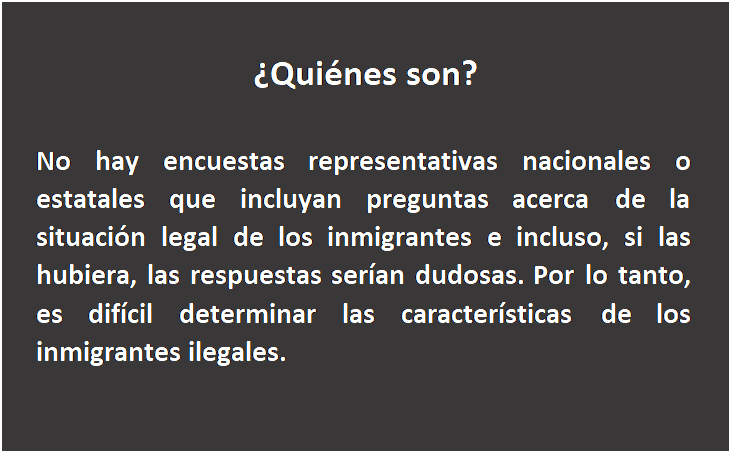 ¿Quiénes son?
No hay encuestas representativas nacionales o
estatales que incluyan preguntas acerca de la
situación legal de los inmigrantes e incluso, si las
hubiera, las respuestas serían dudosas. Por lo tanto,
es difícil determinar las características de los
inmigrantes ilegales.